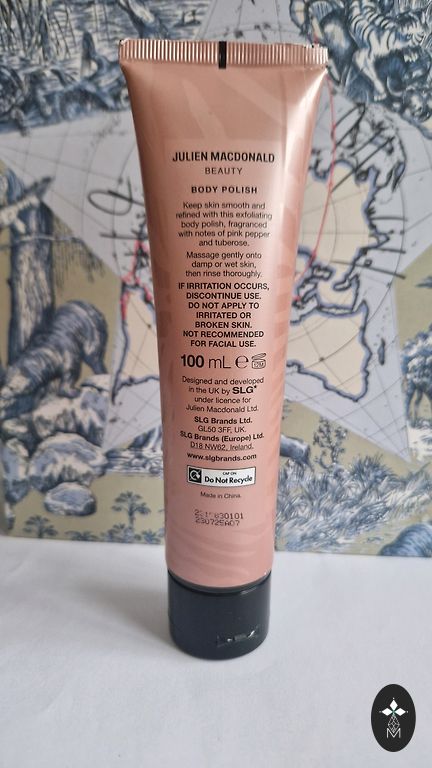 JULIEN MACDONALD
BEAUTY
BODY POLISH
Keep skin smooth and
refined with this exfoliating
body polish, fragranced
with notes of pink pepper
and tuberose.
Massage gently onto
damp or wet skin,
then rinse thoroughly.
IF IRRITATION OCCURS,
DISCONTINUE USE.
DO NOT APPLY TO
IRRITATED OR
BROKEN SKIN.
NOT RECOMMENDED
FOR FACIAL USE.
100 mL e 12M
Designed and developed
in the UK by SLG*
under licence for
Julien Macdonald Ltd.
SLG Brands Ltd.
GL50 3FF, UK.
SLG Brands (Europe) Ltd.
D18 NW62, Ireland.
www.slgbrands.com
CAP ON
Do Not Recycle
Made in China.
230725A07
M